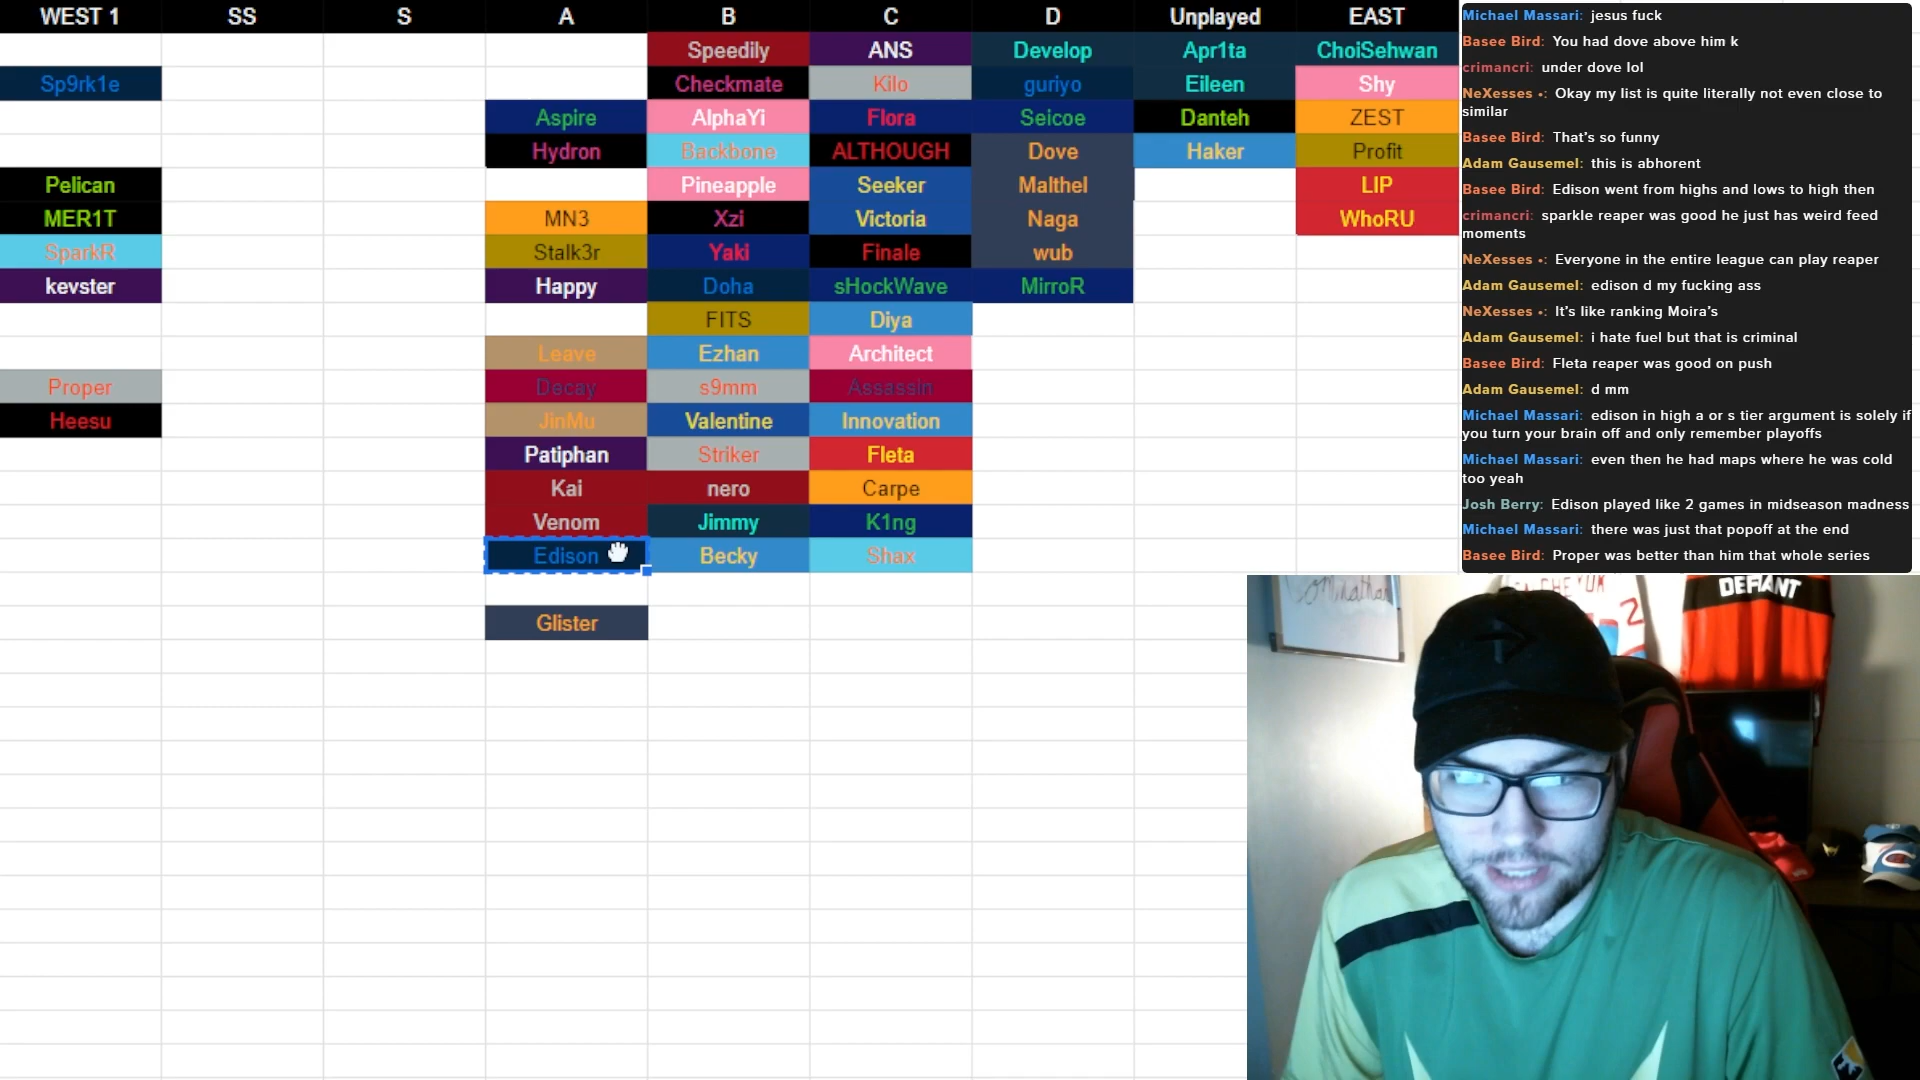 WEST 1 SS S A B C D Unplayed EAST
Speedily ANS Develop Apr1ta ChoiSehwan
Sp9rk1e Checkmate Kilo guriyo Eileen Shy
Aspire AlphaYi Flora Seicoe Danteh ZEST
Hydron Backbone ALTHOUGH Dove Haker Profit
Pelican Pineapple Seeker Malthel LIP
MER1T MN3 Xzi Victoria Naga WhoRU
SparkR Stalk3r Yaki Finale wub
kevster Happy Doha sHockWave MirroR
FITS Diya
Leave Ezhan Architect
Proper Decay s9mm Assassin
Heesu JinMu Valentine Innovation
Patiphan Striker Fleta
Kai nero Carpe
Venom Jimmy K1ng
Edison Becky Shax
Glister
Michael Massari: jesus fuck
Basee Bird: You had dove above him k
crimancri: under dove lol
NeXesses •: Okay my list is quite literally not even close to
similar
Basee Bird: That's so funny
Adam Gausemel: this is abhorent
Basee Bird: Edison went from highs and lows to high then
crimancri: sparkle reaper was good he just has weird feed
moments
NeXesses •: Everyone in the entire league can play reaper
Adam Gausemel: edison d my fucking ass
NeXesses •: It's like ranking Moira's
Adam Gausemel: i hate fuel but that is criminal
Basee Bird: Fleta reaper was good on push
Adam Gausemel: d mm
Michael Massari: edison in high a or s tier argument is solely if
you turn your brain off and only remember playoffs
Michael Massari: even then he had maps where he was cold
too yeah
Josh Berry: Edison played like 2 games in midseason madness
Michael Massari: there was just that popoff at the end
Basee Bird: Proper was better than him that whole series
DEFIANT